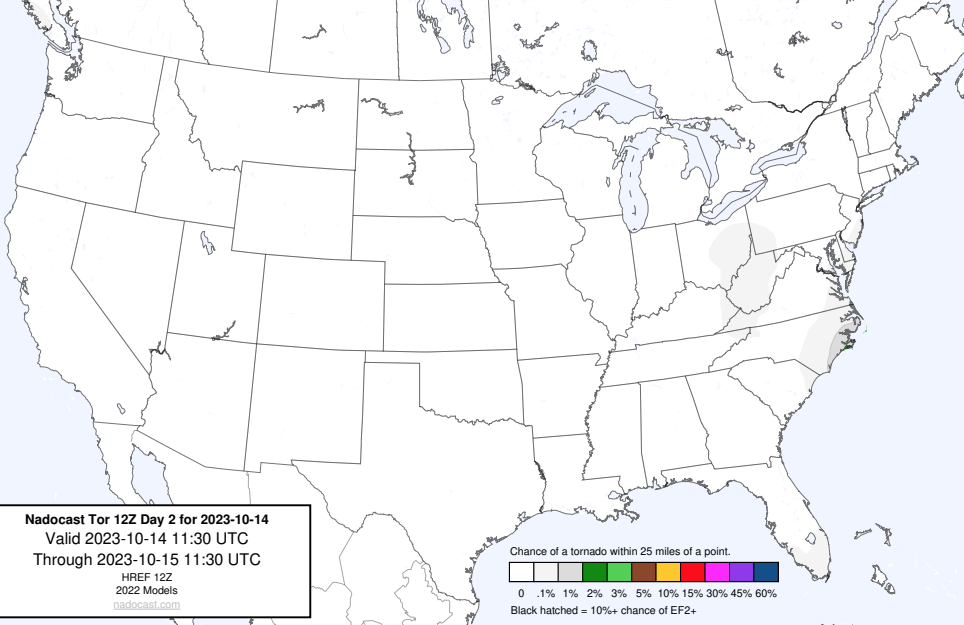 Nadocast Tor 12Z Day 2 for 2023-10-14
Valid 2023-10-14 11:30 UTC
Through 2023-10-15 11:30 UTC
HREF 12Z
2022 Models
nadocast.com
Chance of a tornado within 25 miles of a point.
0 .1% 1% 2% 3% 5% 10% 15% 30% 45% 60%
Black hatched = 10%+ chance of EF2+